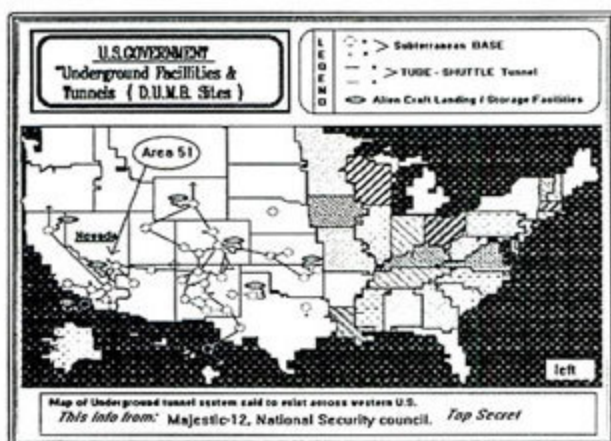 U.S.GOVERNMENT
"Underground Facillities &
Tunnels ( D.U.M.B. Sites )
LEGEND
Subterranean BASE
TUBE - SHUTTLE Tunnel
Alien Craft Landing / Storage Facilities
Area 51
Nevada
left
Map of Underground tunnel system said to exist across western U.S.
This info from: Majestic-12, National Security council. Top Secret